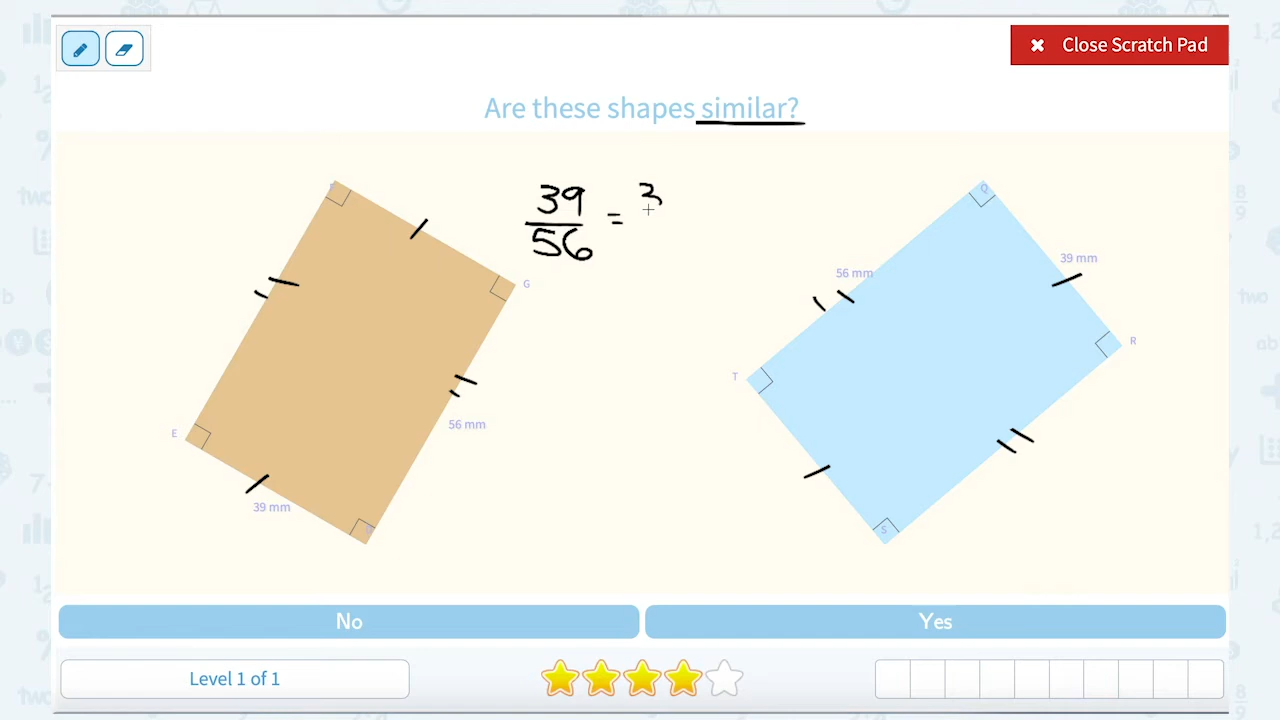 Close Scratch Pad
Are these shapes similar?
39
56
=
G
56 mm
E
39 mm
Q
39 mm
56 mm
R
T
S
No
Yes
Level 1 of 1